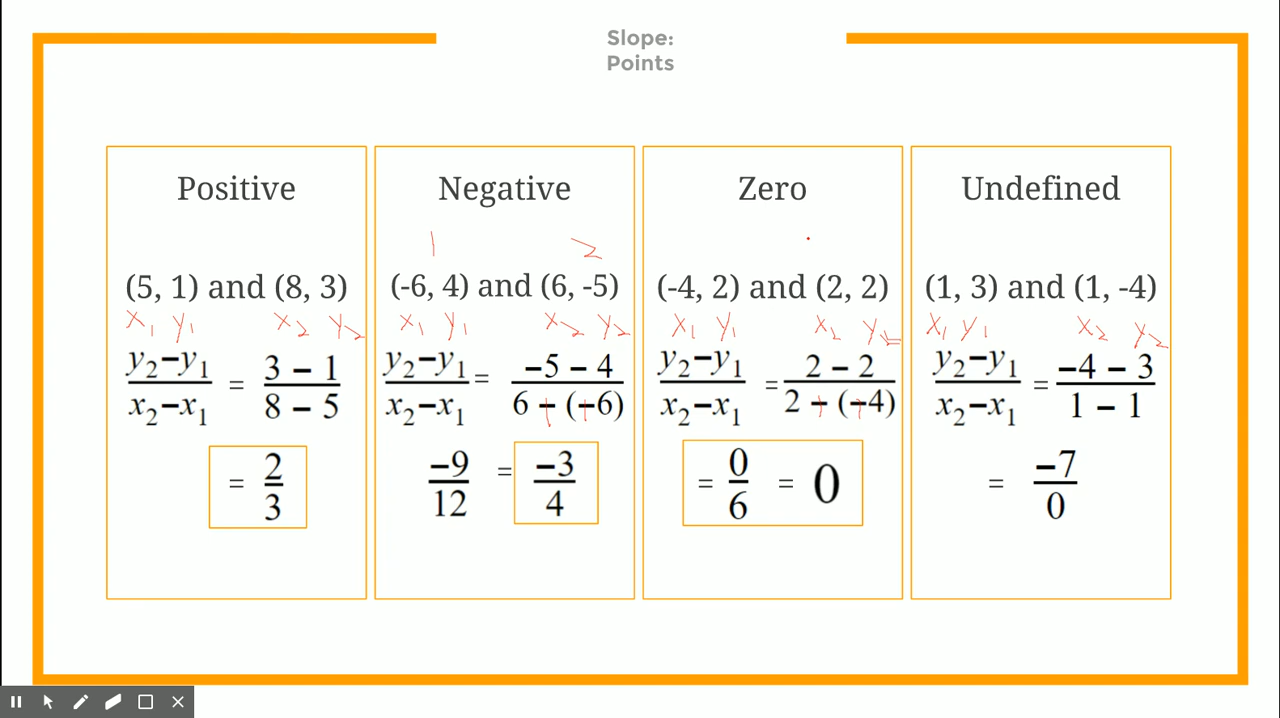 Slope:
Points
Positive
(5, 1) and (8, 3)
x₁ y₁ x₂ y₂
y₂−y₁ / x₂−x₁ = 3 − 1 / 8 − 5
= 2/3
Negative
1 2
(-6, 4) and (6, -5)
x₁ y₁ x₂ y₂
y₂−y₁ / x₂−x₁ = −5 − 4 / 6 − (−6)
−9/12 = −3/4
Zero
(-4, 2) and (2, 2)
x₁ y₁ x₂ y₂
y₂−y₁ / x₂−x₁ = 2 − 2 / 2 − (−4)
= 0/6 = 0
Undefined
(1, 3) and (1, -4)
x₁ y₁ x₂ y₂
y₂−y₁ / x₂−x₁ = −4 − 3 / 1 − 1
= −7/0